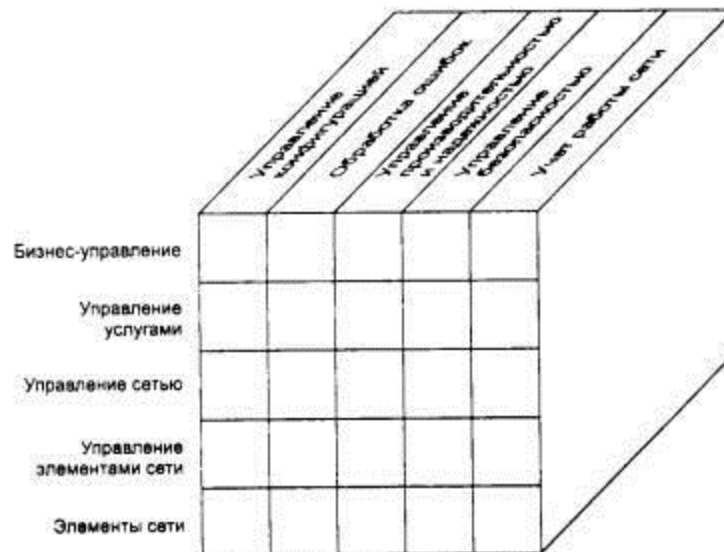 Управление
конфигурацией
Обработка ошибок
Управление
производительностью
и надежностью
Управление
безопасностью
Учет работы сети
Бизнес-управление
Управление
услугами
Управление сетью
Управление
элементами сети
Элементы сети